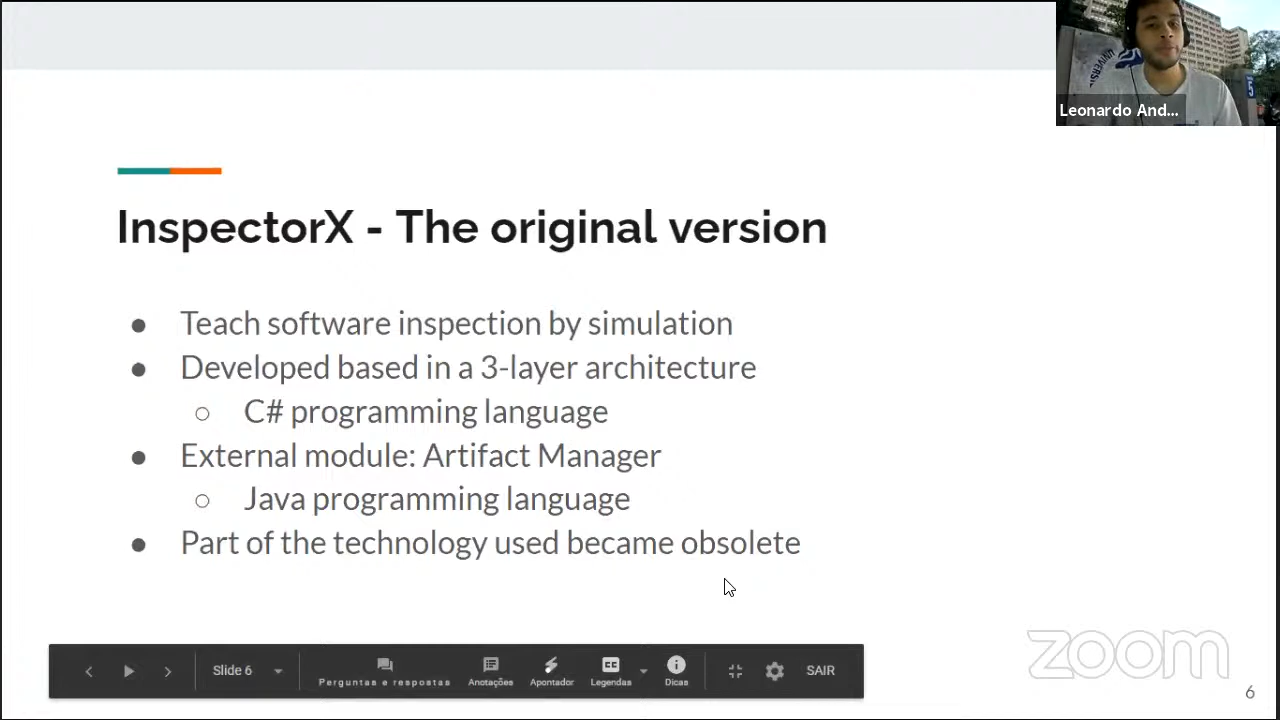 Leonardo And...
InspectorX - The original version
● Teach software inspection by simulation
● Developed based in a 3-layer architecture
○ C# programming language
● External module: Artifact Manager
○ Java programming language
● Part of the technology used became obsolete
zoom
Slide 6
Perguntas e respostas
Anotações
Apontador
CC
Legendas
Dicas
SAIR
6